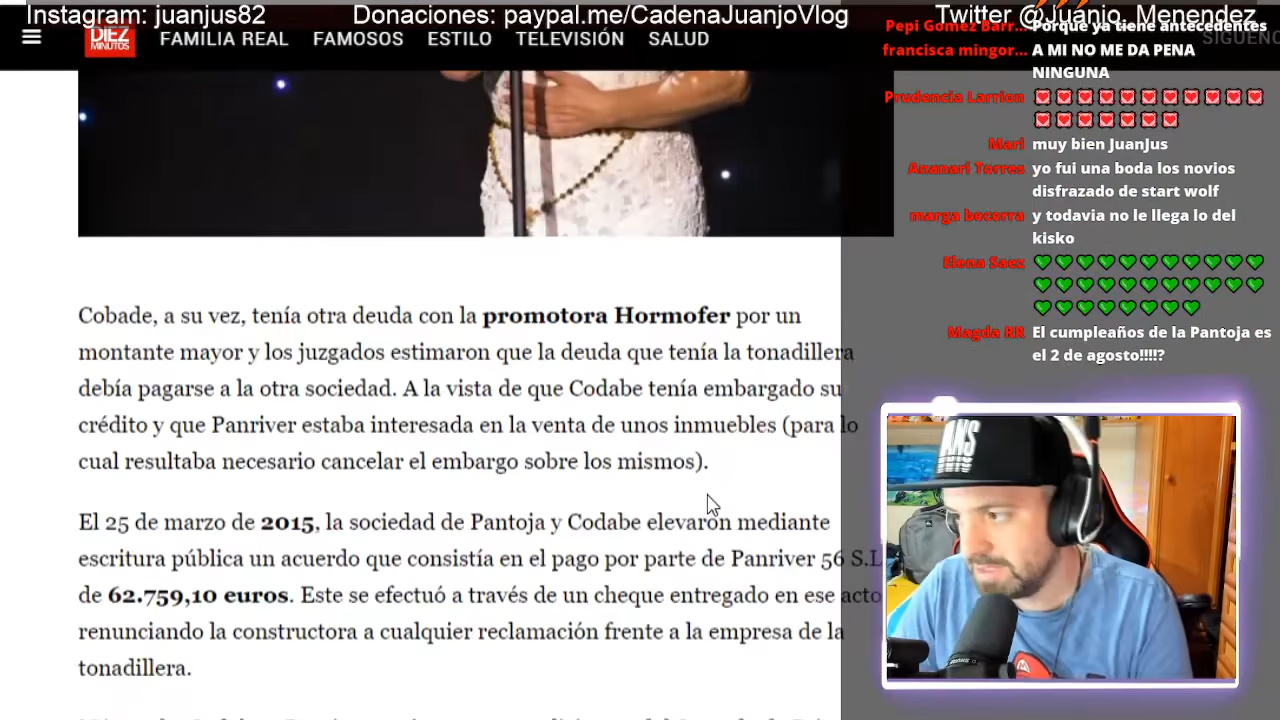 Instagram: juanjus82
Donaciones: paypal.me/CadenaJuanjoVlog
Twitter @Juanjo_Menendez
DIEZ
MINUTOS
FAMILIA REAL
FAMOSOS
ESTILO
TELEVISIÓN
SALUD
Cobade, a su vez, tenía otra deuda con la promotora Hormofer por un
montante mayor y los juzgados estimaron que la deuda que tenía la tonadillera
debía pagarse a la otra sociedad. A la vista de que Codabe tenía embargado su
crédito y que Panriver estaba interesada en la venta de unos inmuebles (para lo
cual resultaba necesario cancelar el embargo sobre los mismos).
El 25 de marzo de 2015, la sociedad de Pantoja y Codabe elevaron mediante
escritura pública un acuerdo que consistía en el pago por parte de Panriver 56 S.L
de 62.759,10 euros. Este se efectuó a través de un cheque entregado en ese acto
renunciando la constructora a cualquier reclamación frente a la empresa de la
tonadillera.
Pepi Gomez Barr... Porque ya tiene antecedentes
francisca mingor... A MI NO ME DA PENA
NINGUNA
Prudencia Larrion
Mari muy bien JuanJus
Ananari Torres yo fui una boda los novios
disfrazado de start wolf
marga becerra y todavia no le llega lo del
kisko
Elena Saez
Magda RR El cumpleaños de la Pantoja es
el 2 de agosto!!!!?